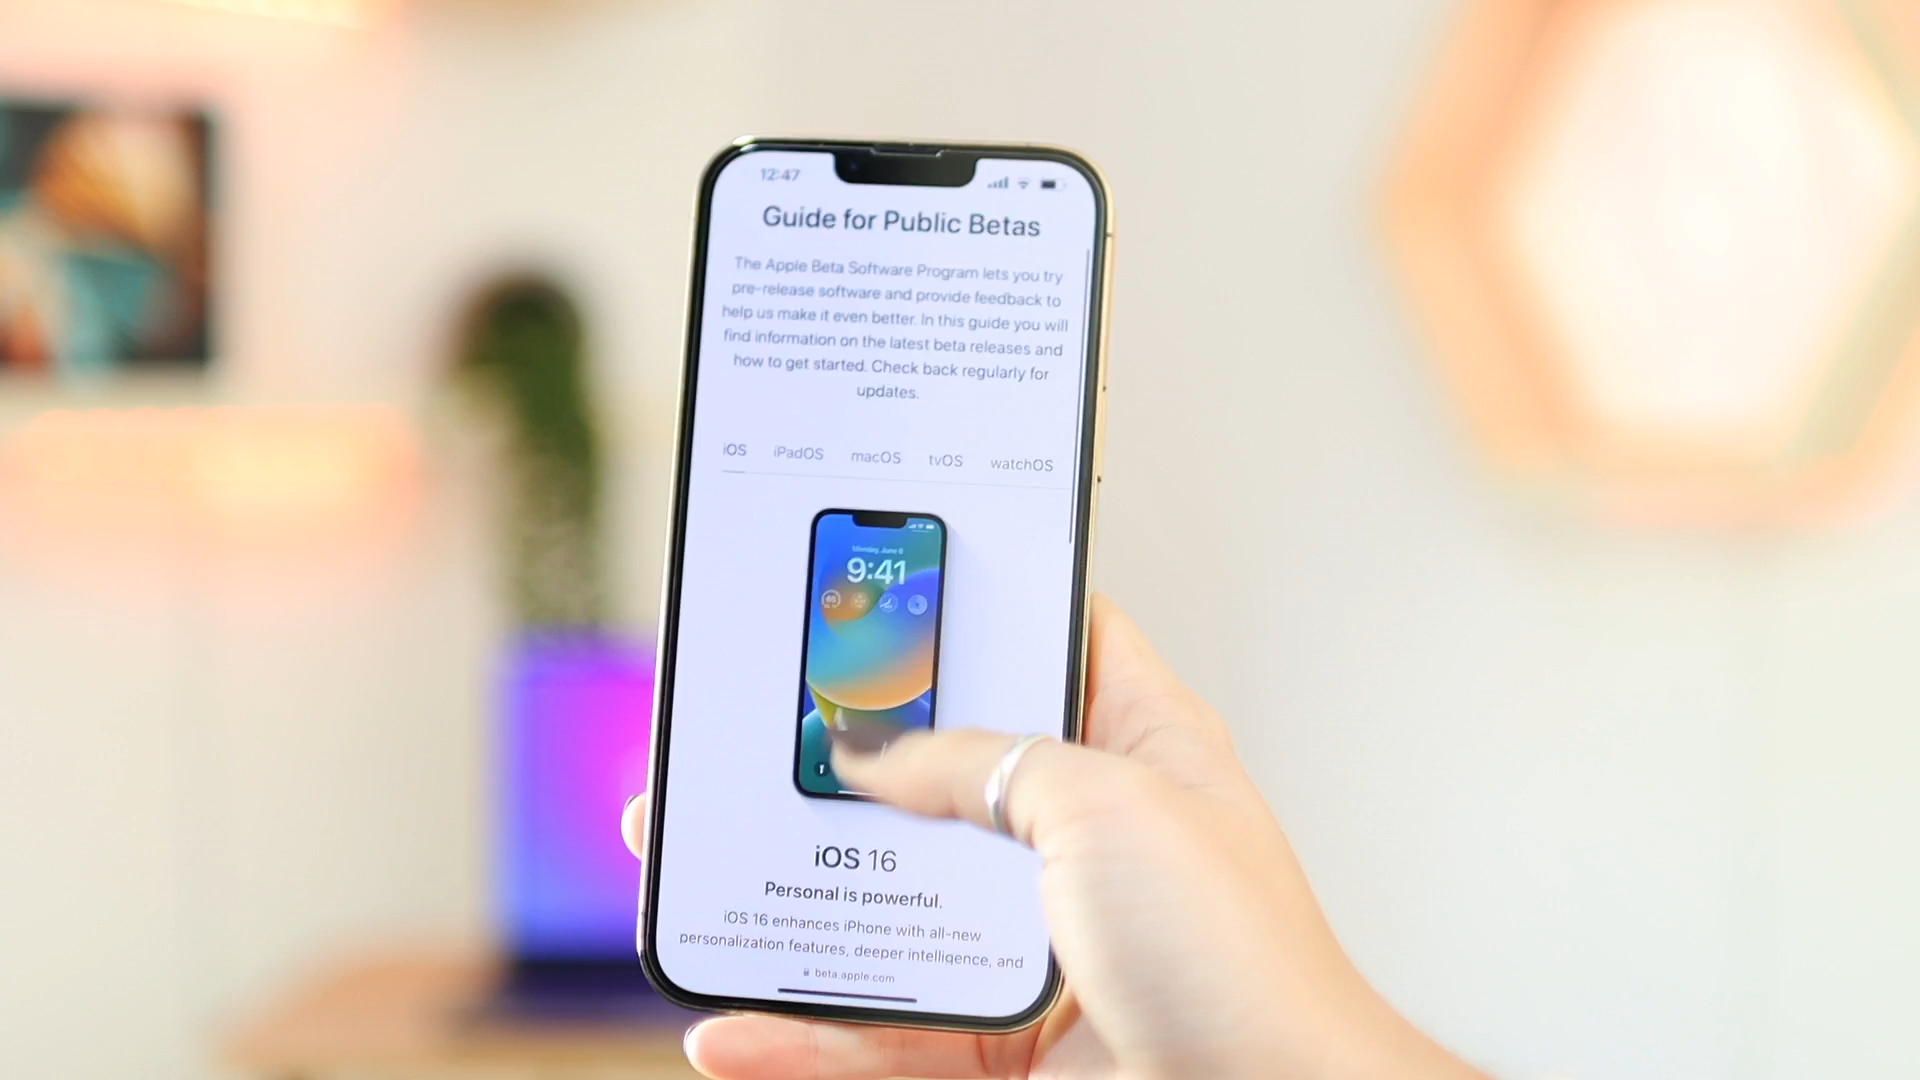 12:47
Guide for Public Betas
The Apple Beta Software Program lets you try
pre-release software and provide feedback to
help us make it even better. In this guide you will
find information on the latest beta releases and
how to get started. Check back regularly for
updates.
iOS iPadOS macOS tvOS watchOS
Monday, June 6
9:41
iOS 16
Personal is powerful.
iOS 16 enhances iPhone with all-new
personalization features, deeper intelligence, and
beta.apple.com